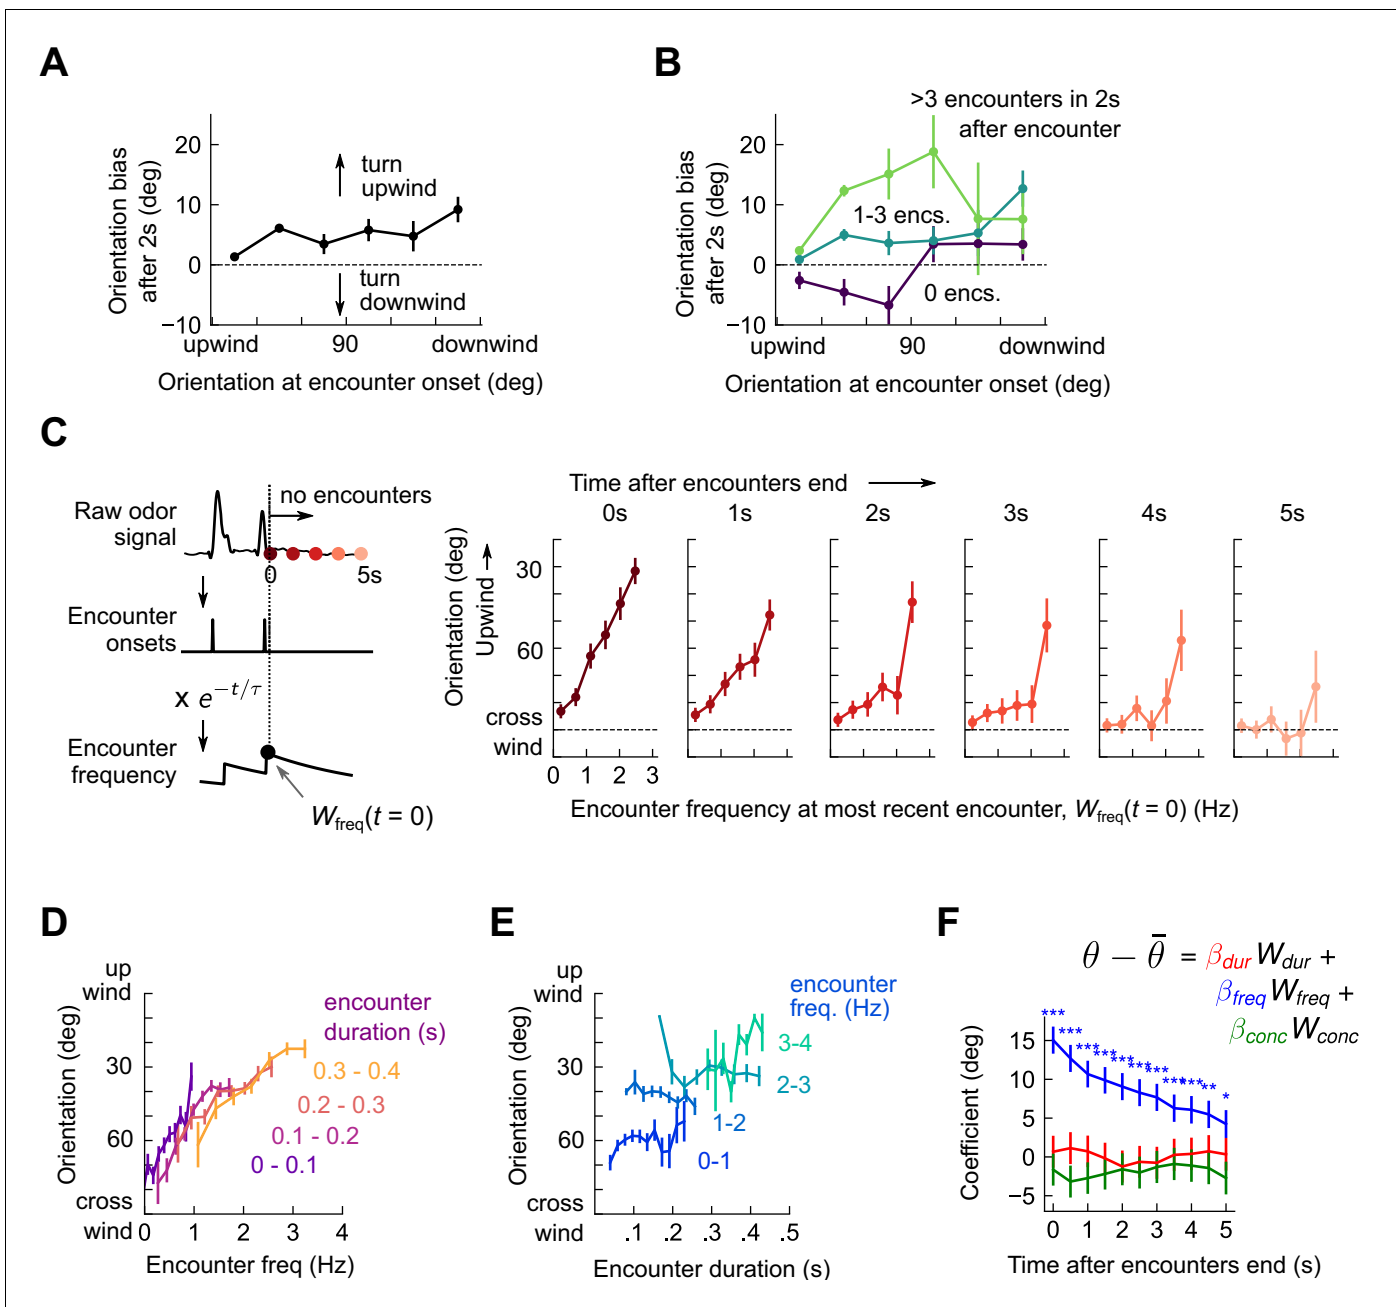 A
Orientation bias
after 2s (deg)
20
10
0
−10
turn
upwind
turn
downwind
upwind
90
downwind
Orientation at encounter onset (deg)
B
>3 encounters in 2s
after encounter
Orientation bias
after 2s (deg)
20
10
0
−10
1-3 encs.
0 encs.
upwind
90
downwind
Orientation at encounter onset (deg)
C
Raw odor
signal
no encounters
0
5s
Encounter
onsets
x e^{−t/τ}
Encounter
frequency
W_freq(t = 0)
Time after encounters end
0s
1s
2s
3s
4s
5s
Orientation (deg)
Upwind
30
60
cross
wind
0 1 2 3
Encounter frequency at most recent encounter, W_freq(t = 0) (Hz)
D
up
wind
Orientation (deg)
30
60
cross
wind
encounter
duration (s)
0.3 - 0.4
0.2 - 0.3
0.1 - 0.2
0 - 0.1
0 1 2 3 4
Encounter freq (Hz)
E
up
wind
Orientation (deg)
30
60
cross
wind
encounter
freq. (Hz)
3-4
2-3
1-2
0-1
0 .1 .2 .3 .4 .5
Encounter duration (s)
F
θ − θ̄ = β_dur W_dur +
β_freq W_freq +
β_conc W_conc
Coefficient (deg)
15
10
5
0
−5
*** *** *** *** *** *** *** *** *** ** *
0 1 2 3 4 5
Time after encounters end (s)